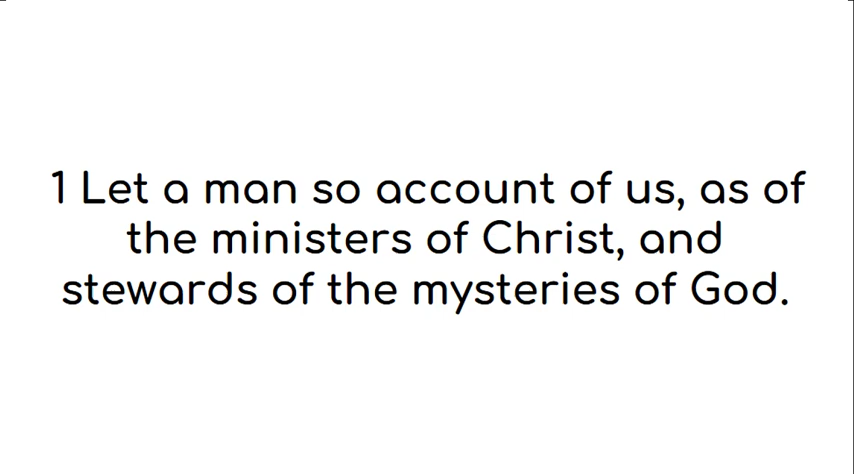 1 Let a man so account of us, as of
the ministers of Christ, and
stewards of the mysteries of God.